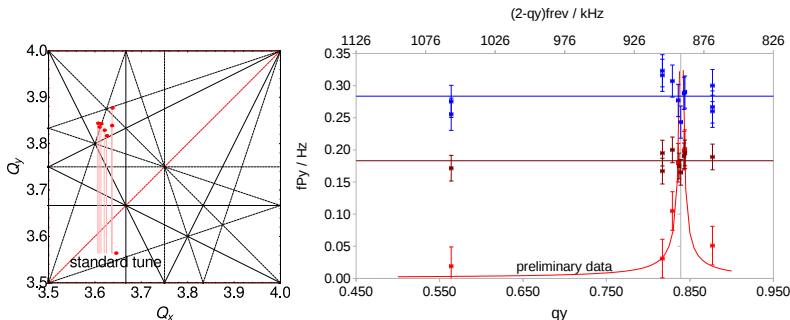 (2-qy)frev / kHz
1126 1076 1026 976 926 876 826
4.0
3.9
3.8
3.7
3.6
3.5
Qy
standard tune
3.5 3.6 3.7 3.8 3.9 4.0
Qx
0.35
0.30
0.25
0.20
0.15
0.10
0.05
0.00
fPy / Hz
preliminary data
0.450 0.550 0.650 0.750 0.850 0.950
qy